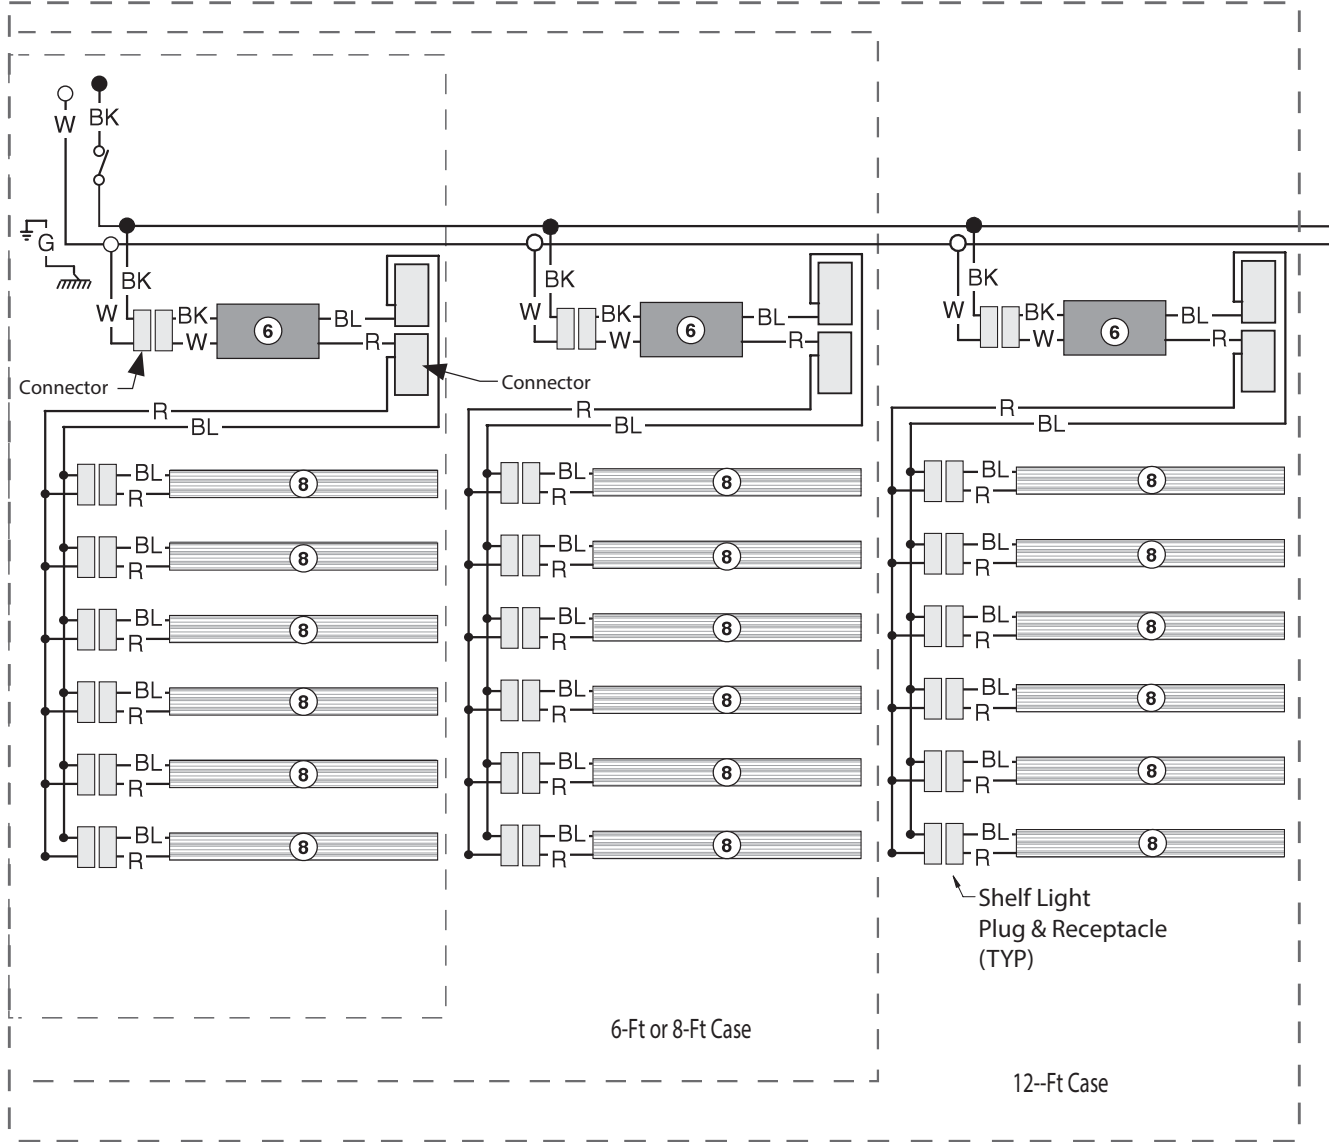 W BK
G
BK BK BK
W W W
BK BL BK BL BK BL
6 6 6
W R W R W R
Connector Connector
R R R
BL BL BL
BL 8 BL 8 BL 8
R R R
BL 8 BL 8 BL 8
R R R
BL 8 BL 8 BL 8
R R R
BL 8 BL 8 BL 8
R R R
BL 8 BL 8 BL 8
R R R
BL 8 BL 8 BL 8
R R R
Shelf Light
Plug & Receptacle
(TYP)
6-Ft or 8-Ft Case
12--Ft Case